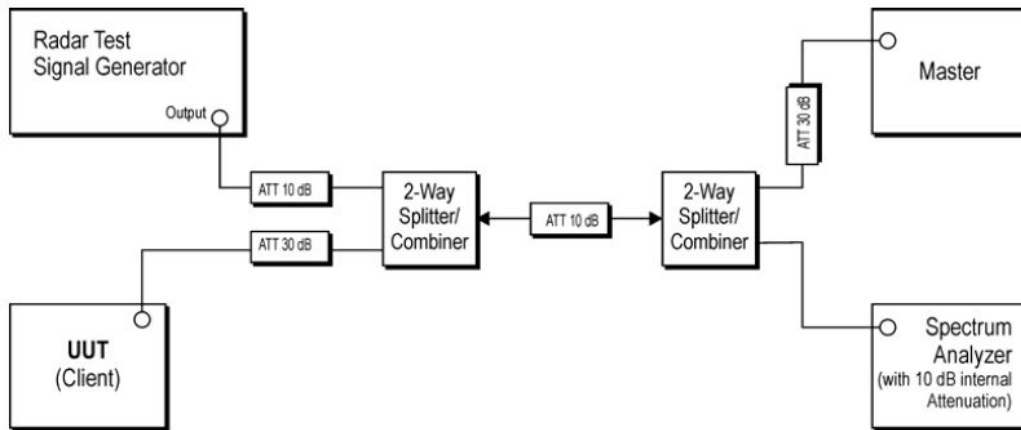 Radar Test
Signal Generator
Output
ATT 10 dB
ATT 30 dB
UUT
(Client)
2-Way
Splitter/
Combiner
ATT 10 dB
2-Way
Splitter/
Combiner
ATT 30 dB
Master
Spectrum
Analyzer
(with 10 dB internal
Attenuation)